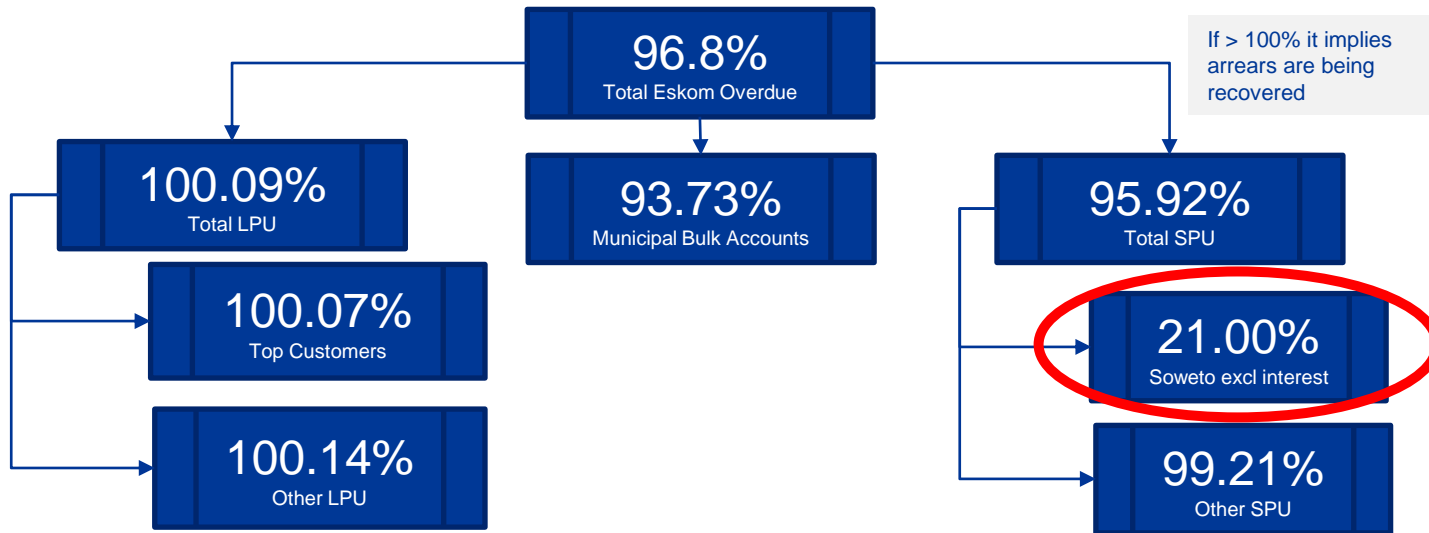 96.8%
Total Eskom Overdue
If > 100% it implies
arrears are being
recovered
100.09%
Total LPU
93.73%
Municipal Bulk Accounts
95.92%
Total SPU
100.07%
Top Customers
21.00%
Soweto excl interest
100.14%
Other LPU
99.21%
Other SPU